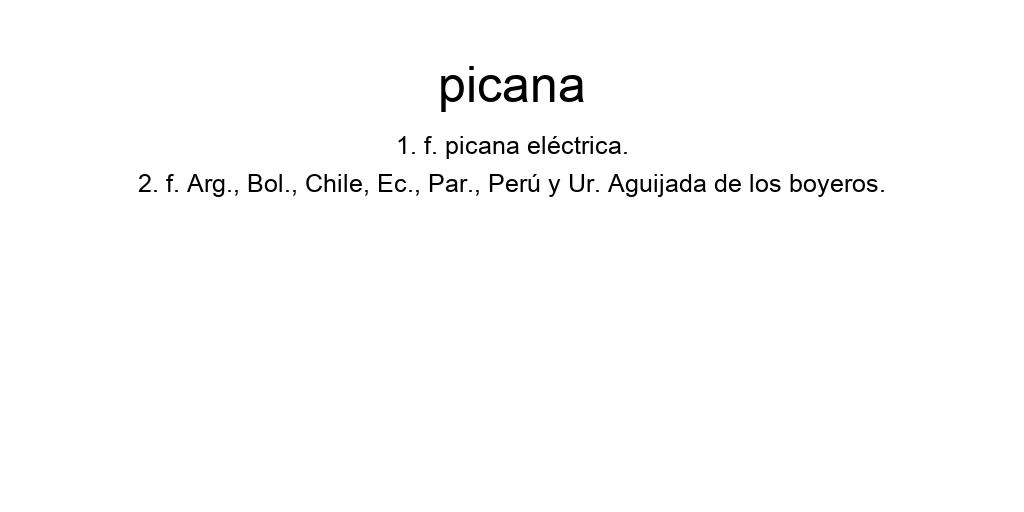 picana
1. f. picana eléctrica.
2. f. Arg., Bol., Chile, Ec., Par., Perú y Ur. Aguijada de los boyeros.